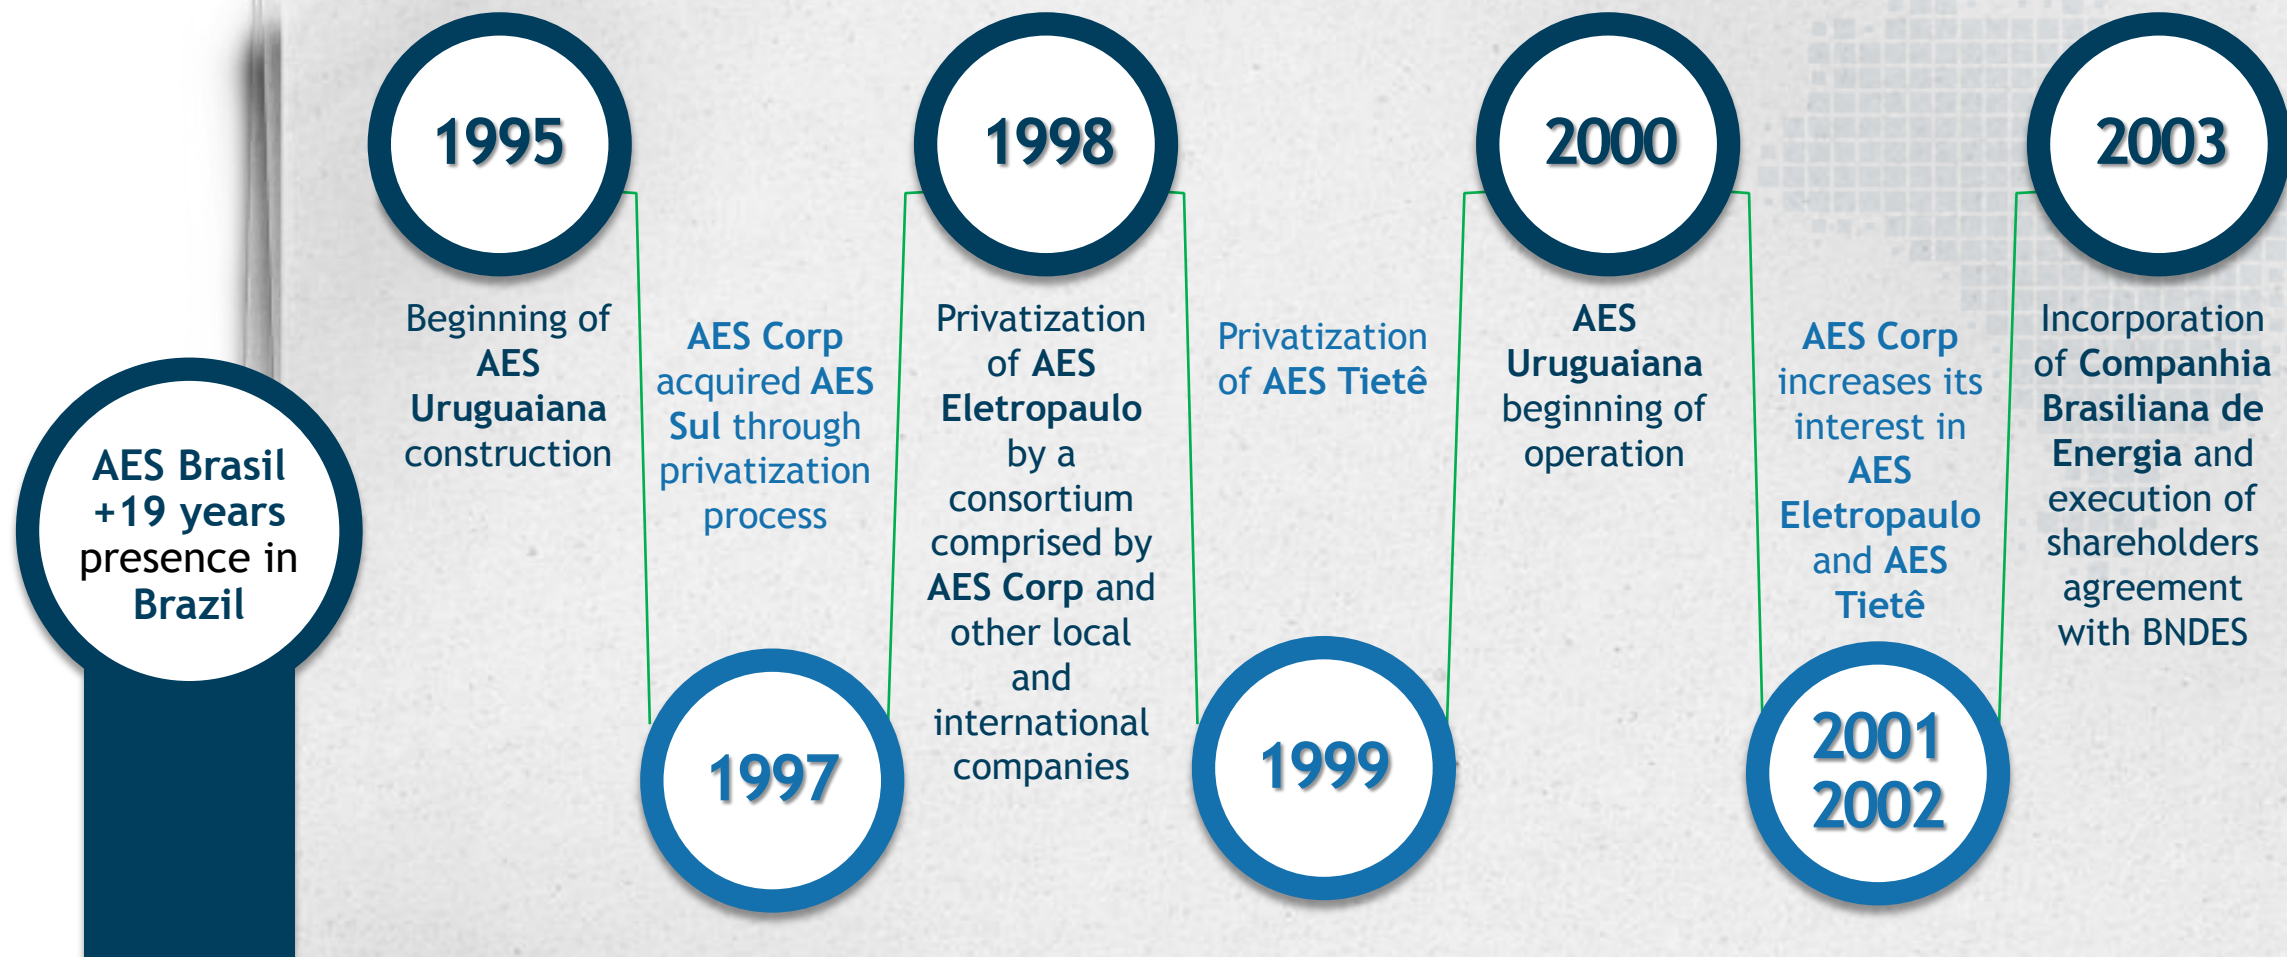 AES Brasil
+19 years
presence in
Brazil
1995
Beginning of
AES
Uruguaiana
construction
AES Corp
acquired AES
Sul through
privatization
process
1997
1998
Privatization
of AES
Eletropaulo
by a
consortium
comprised by
AES Corp and
other local
and
international
companies
Privatization
of AES Tietê
1999
2000
AES
Uruguaiana
beginning of
operation
AES Corp
increases its
interest in
AES
Eletropaulo
and AES
Tietê
2001
2002
2003
Incorporation
of Companhia
Brasiliana de
Energia and
execution of
shareholders
agreement
with BNDES